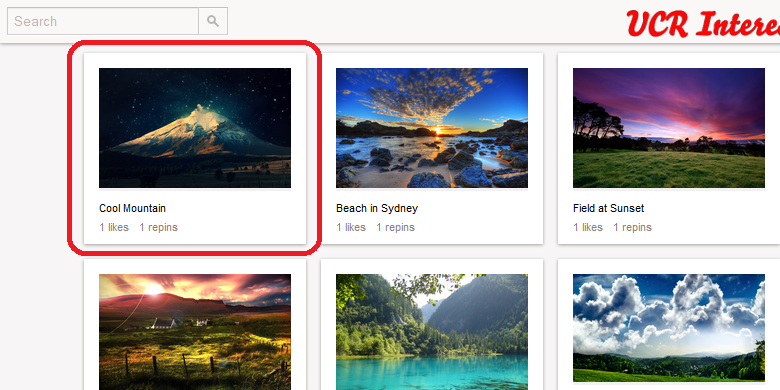 Search
UCR Intere
Cool Mountain
1 likes 1 repins
Beach in Sydney
1 likes 1 repins
Field at Sunset
1 likes 1 repins